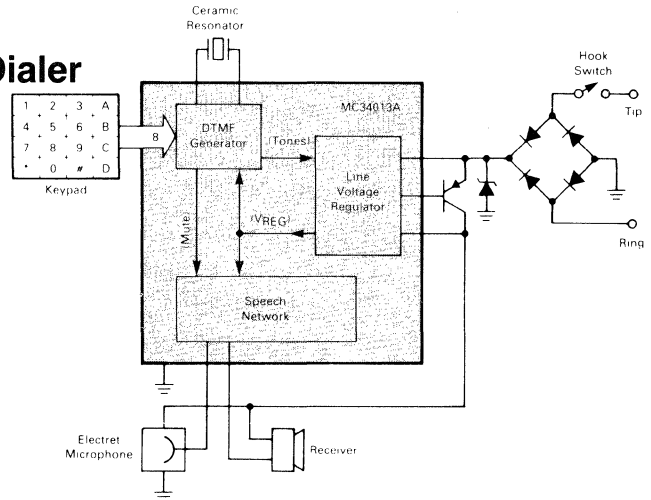 Ceramic
Resonator
Dialer
Hook
Switch
1 2 3 A
4 5 6 B
7 8 9 C
* 0 # D
Keypad
8
DTMF
Generator
MC34013A
(Tones)
Line
Voltage
Regulator
Tip
(Mute)
(VREG)
Ring
Speech
Network
Electret
Microphone
Receiver